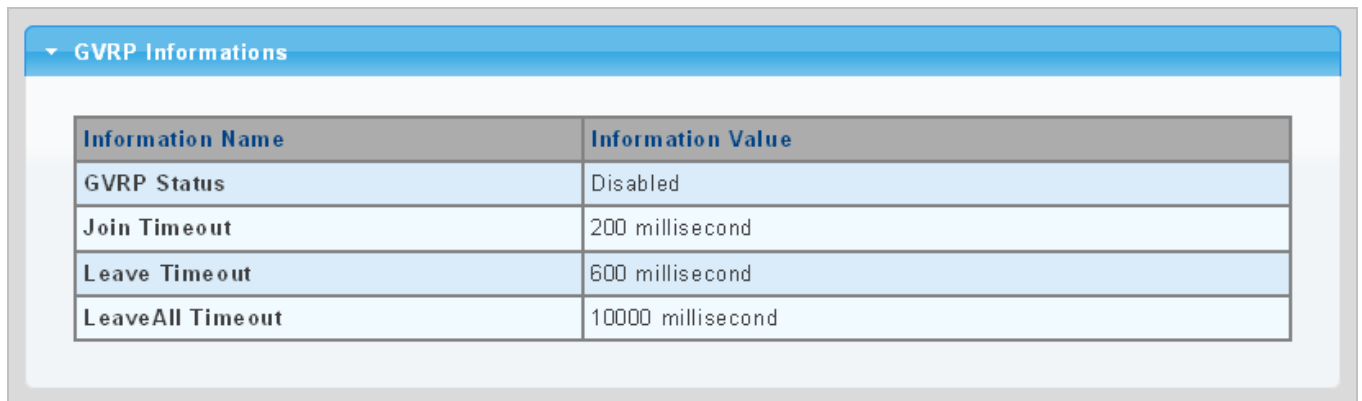 GVRP Informations
Information Name Information Value
GVRP Status Disabled
Join Timeout 200 millisecond
Leave Timeout 600 millisecond
LeaveAll Timeout 10000 millisecond